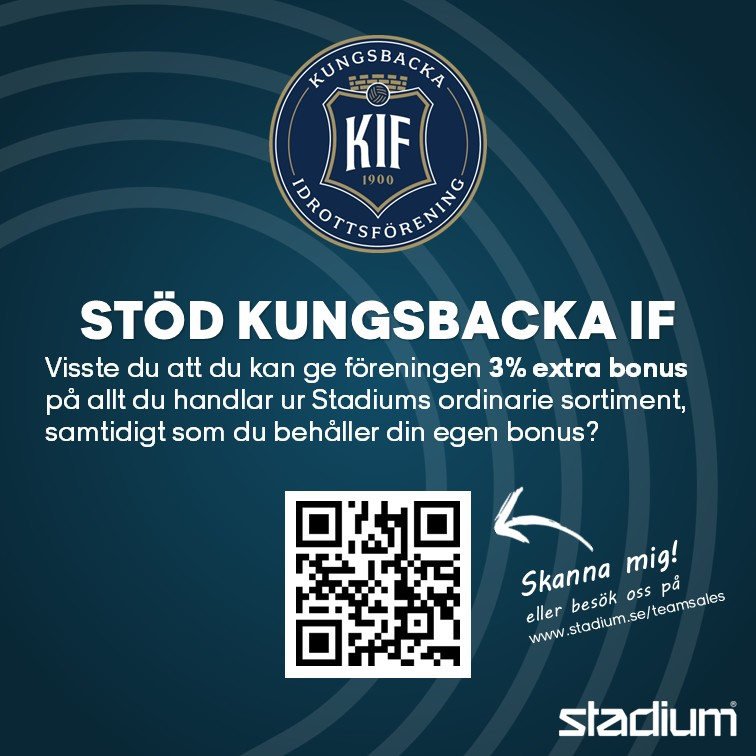 KUNGSBACKA
KIF
1900
IDROTTSFÖRENING
STÖD KUNGSBACKA IF
Visste du att du kan ge föreningen 3% extra bonus
på allt du handlar ur Stadiums ordinarie sortiment,
samtidigt som du behåller din egen bonus?
Skanna mig!
eller besök oss på
www.stadium.se/teamsales
stadium®